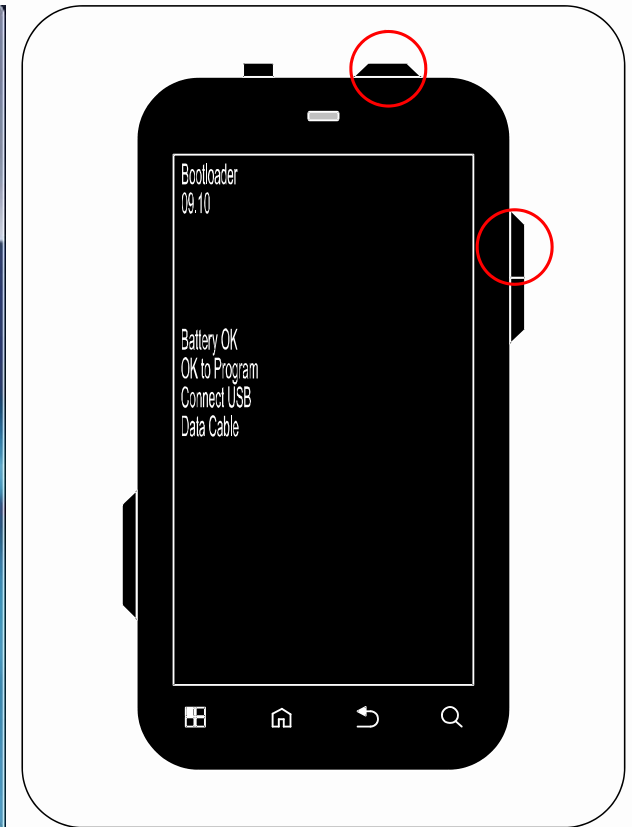 Bootloader
09.10
Battery OK
OK to Program
Connect USB
Data Cable